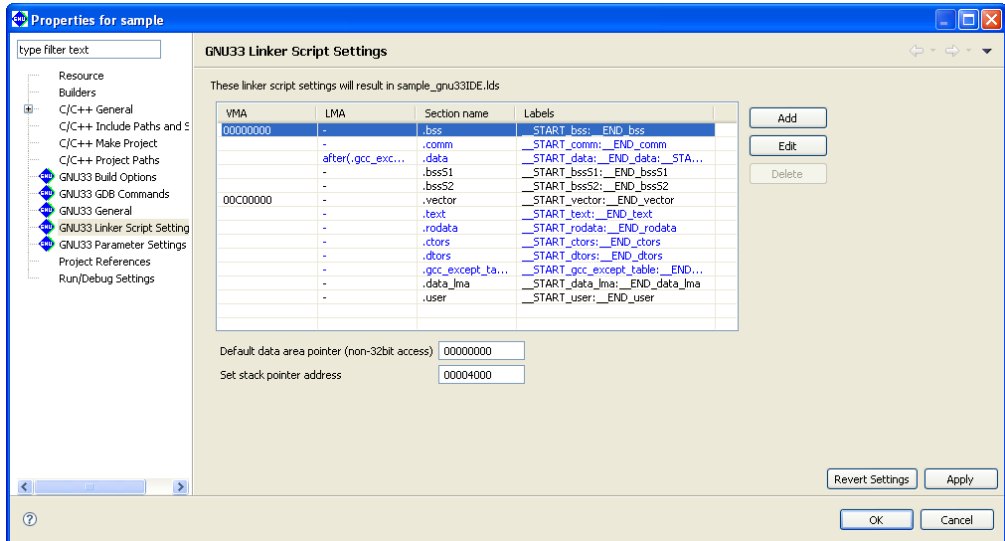 Properties for sample
type filter text
Resource
Builders
C/C++ General
C/C++ Include Paths and S
C/C++ Make Project
C/C++ Project Paths
GNU33 Build Options
GNU33 GDB Commands
GNU33 General
GNU33 Linker Script Setting
GNU33 Parameter Settings
Project References
Run/Debug Settings
GNU33 Linker Script Settings
These linker script settings will result in sample_gnu33IDE.lds
VMA LMA Section name Labels
00000000 - .bss __START_bss:__END_bss
- .comm __START_comm:__END_comm
after(.gcc_exc... .data __START_data:__END_data:__STA...
- .bssS1 __START_bssS1:__END_bssS1
- .bssS2 __START_bssS2:__END_bssS2
00C00000 - .vector __START_vector:__END_vector
- .text __START_text:__END_text
- .rodata __START_rodata:__END_rodata
- .ctors __START_ctors:__END_ctors
- .dtors __START_dtors:__END_dtors
- .gcc_except_ta... __START_gcc_except_table:__END...
- .data_lma __START_data_lma:__END_data_lma
- .user __START_user:__END_user
Add
Edit
Delete
Default data area pointer (non-32bit access) 00000000
Set stack pointer address 00004000
Revert Settings Apply
OK Cancel